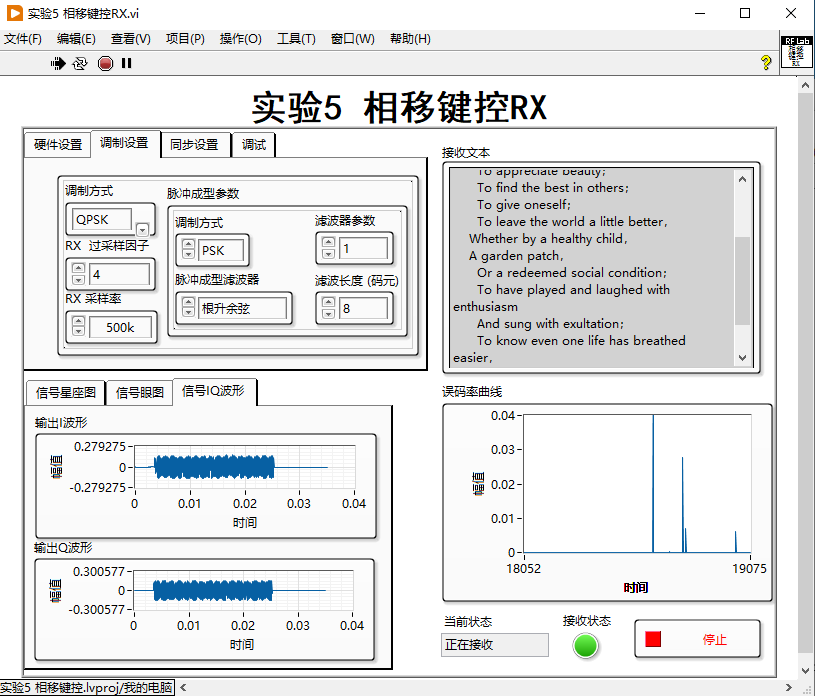 实验5 相移键控RX.vi
文件(F) 编辑(E) 查看(V) 项目(P) 操作(O) 工具(T) 窗口(W) 帮助(H)
RF Lab
相移
键控
RX
实验5 相移键控RX
硬件设置 调制设置 同步设置 调试
调制方式
QPSK
RX 过采样因子
4
RX 采样率
500k
脉冲成型参数
调制方式
PSK
滤波器参数
1
脉冲成型滤波器
根升余弦
滤波长度 (码元)
8
接收文本
To appreciate beauty;
To find the best in others;
To give oneself;
To leave the world a little better,
Whether by a healthy child,
A garden patch,
Or a redeemed social condition;
To have played and laughed with
enthusiasm
And sung with exultation;
To know even one life has breathed
easier,
信号星座图 信号眼图 信号IQ波形
输出I波形
幅值
0.279275
0
-0.279275
0 0.01 0.02 0.03 0.04
时间
输出Q波形
幅值
0.300577
0
-0.300577
0 0.01 0.02 0.03 0.04
时间
误码率曲线
幅值
0.04
0.03
0.02
0.01
0
18052 19075
时间
当前状态
正在接收
接收状态
停止
实验5 相移键控.lvproj/我的电脑